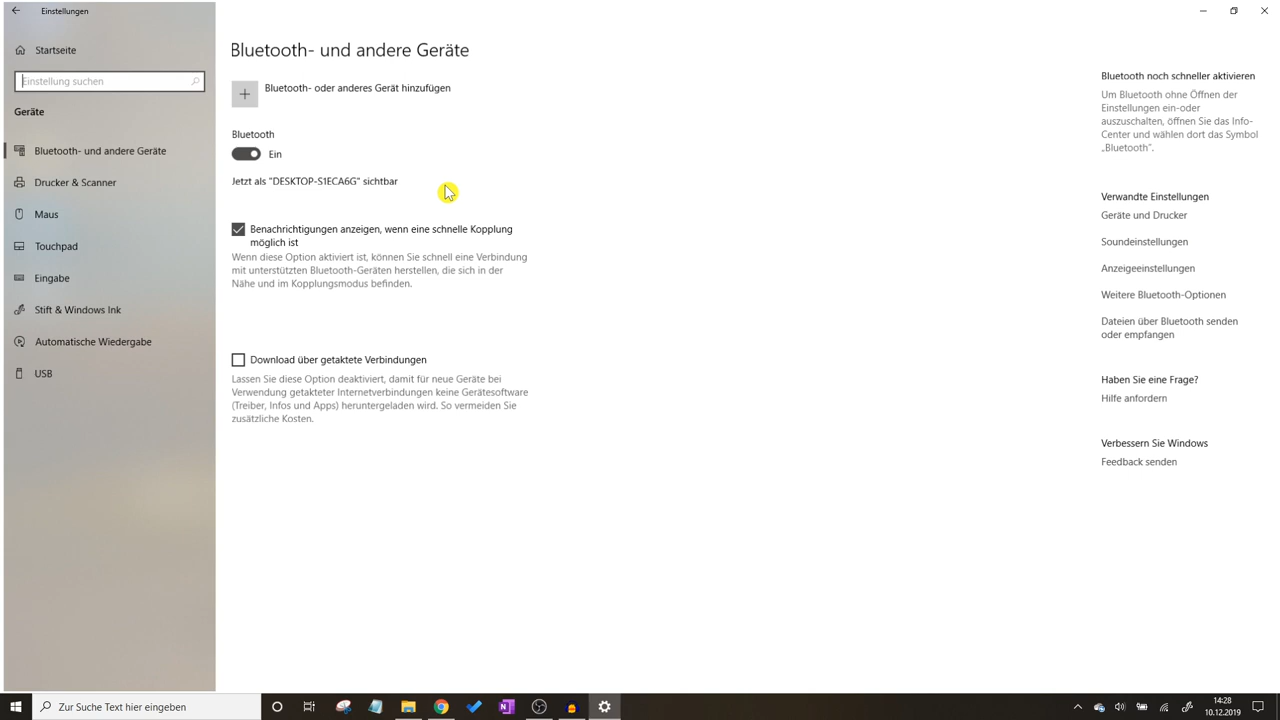 Einstellungen
Startseite
Einstellung suchen
Geräte
Bluetooth- und andere Geräte
Drucker & Scanner
Maus
Touchpad
Eingabe
Stift & Windows Ink
Automatische Wiedergabe
USB
Bluetooth- und andere Geräte
Bluetooth- oder anderes Gerät hinzufügen
Bluetooth
Ein
Jetzt als "DESKTOP-S1ECA6G" sichtbar
Benachrichtigungen anzeigen, wenn eine schnelle Kopplung
möglich ist
Wenn diese Option aktiviert ist, können Sie schnell eine Verbindung
mit unterstützten Bluetooth-Geräten herstellen, die sich in der
Nähe und im Kopplungsmodus befinden.
Download über getaktete Verbindungen
Lassen Sie diese Option deaktiviert, damit für neue Geräte bei
Verwendung getakteter Internetverbindungen keine Gerätesoftware
(Treiber, Infos und Apps) heruntergeladen wird. So vermeiden Sie
zusätzliche Kosten.
Bluetooth noch schneller aktivieren
Um Bluetooth ohne Öffnen der
Einstellungen ein-oder
auszuschalten, öffnen Sie das Info-
Center und wählen dort das Symbol
„Bluetooth".
Verwandte Einstellungen
Geräte und Drucker
Soundeinstellungen
Anzeigeeinstellungen
Weitere Bluetooth-Optionen
Dateien über Bluetooth senden
oder empfangen
Haben Sie eine Frage?
Hilfe anfordern
Verbessern Sie Windows
Feedback senden
Zur Suche Text hier eingeben
14:28
10.12.2019